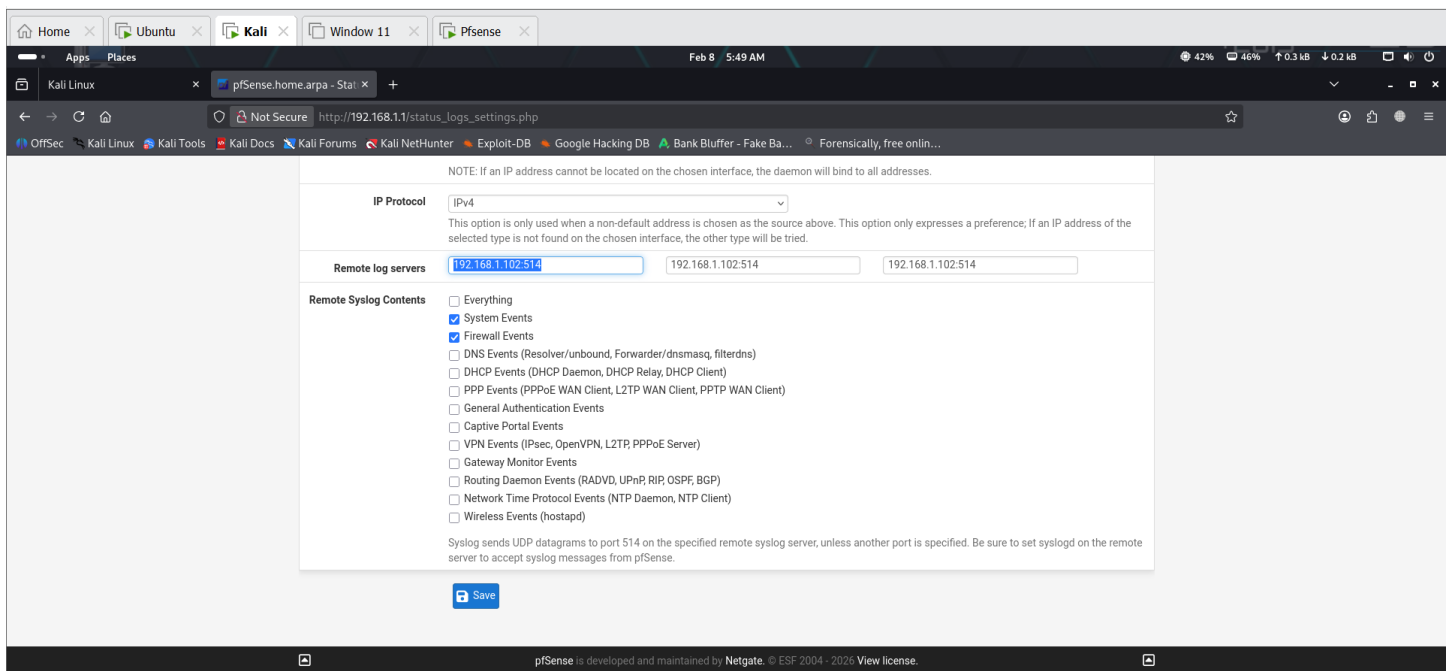 Home Ubuntu Kali Window 11 Pfsense
Apps Places Feb 8 5:49 AM 42% 46% 0.3 kB 0.2 kB
Kali Linux pfSense.home.arpa - Stat
Not Secure http://192.168.1.1/status_logs_settings.php
OffSec Kali Linux Kali Tools Kali Docs Kali Forums Kali NetHunter Exploit-DB Google Hacking DB Bank Bluffer - Fake Ba... Forensically, free onlin...
NOTE: If an IP address cannot be located on the chosen interface, the daemon will bind to all addresses.
IP Protocol IPv4
This option is only used when a non-default address is chosen as the source above. This option only expresses a preference; If an IP address of the
selected type is not found on the chosen interface, the other type will be tried.
Remote log servers 192.168.1.102:514 192.168.1.102:514 192.168.1.102:514
Remote Syslog Contents Everything
System Events
Firewall Events
DNS Events (Resolver/unbound, Forwarder/dnsmasq, filterdns)
DHCP Events (DHCP Daemon, DHCP Relay, DHCP Client)
PPP Events (PPPoE WAN Client, L2TP WAN Client, PPTP WAN Client)
General Authentication Events
Captive Portal Events
VPN Events (IPsec, OpenVPN, L2TP, PPPoE Server)
Gateway Monitor Events
Routing Daemon Events (RADVD, UPnP, RIP, OSPF, BGP)
Network Time Protocol Events (NTP Daemon, NTP Client)
Wireless Events (hostapd)
Syslog sends UDP datagrams to port 514 on the specified remote syslog server, unless another port is specified. Be sure to set syslogd on the remote
server to accept syslog messages from pfSense.
Save
pfSense is developed and maintained by Netgate. © ESF 2004 - 2026 View license.